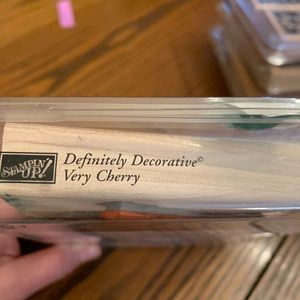 STAMPIN'
UP!
Definitely Decorative©
Very Cherry